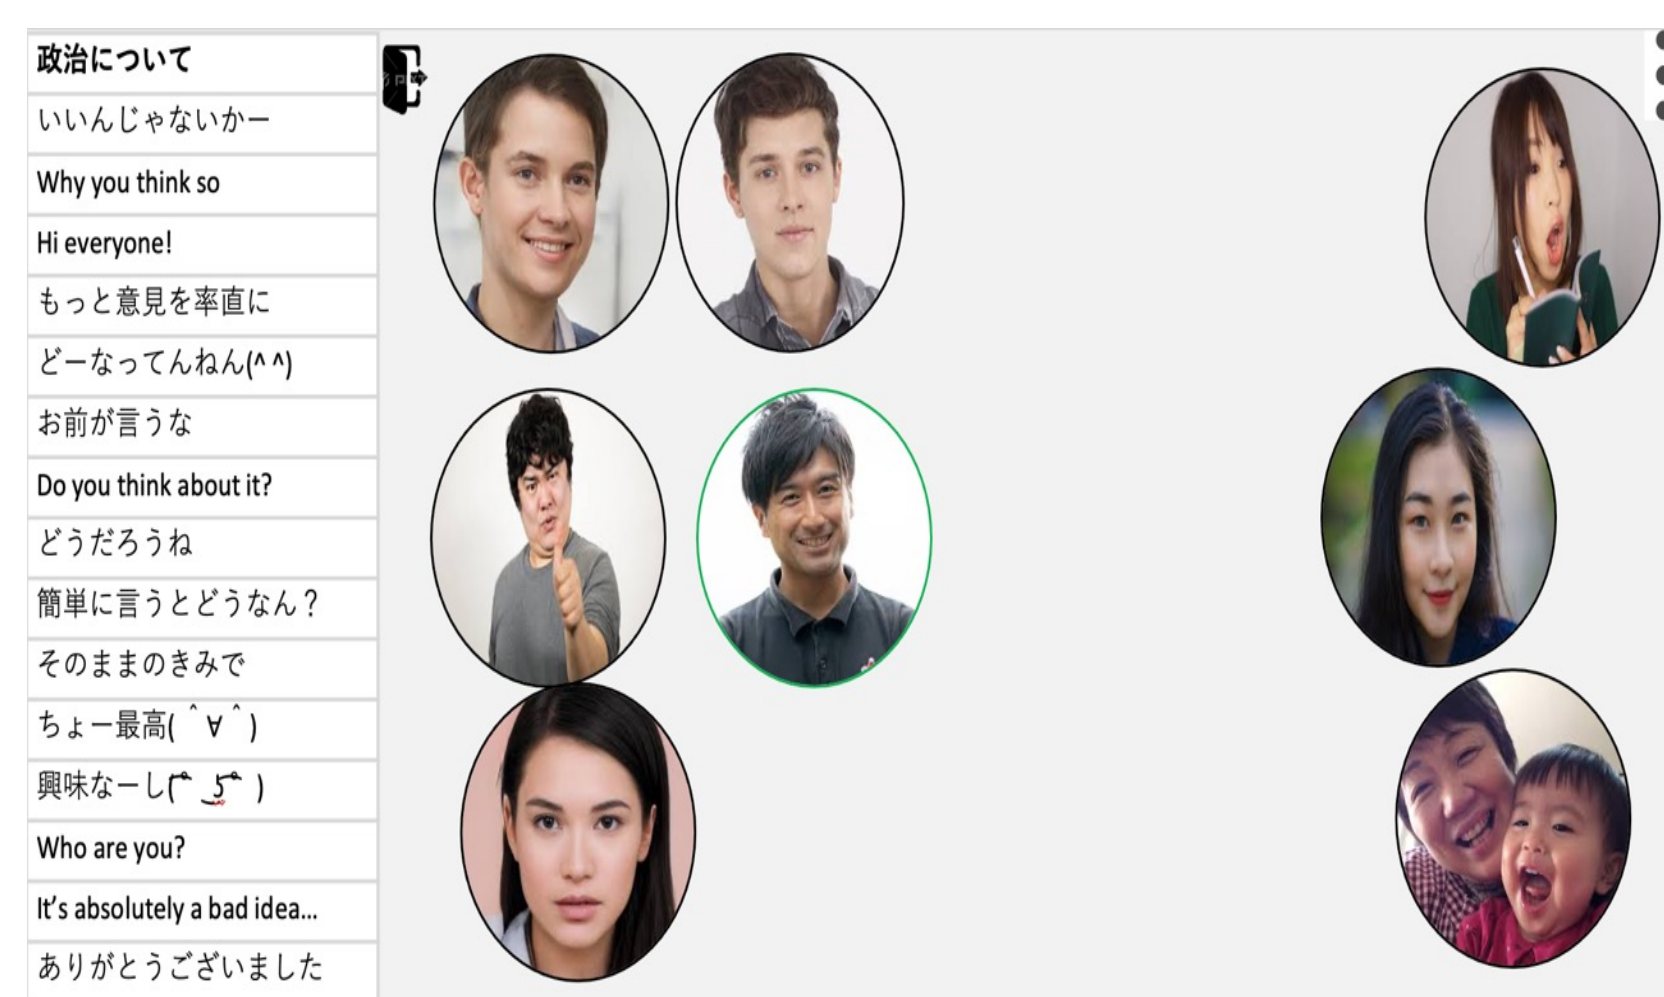 政治について
いいんじゃないかー
Why you think so
Hi everyone!
もっと意見を率直に
どーなってんねん(^ ^)
お前が言うな
Do you think about it?
どうだろうね
簡単に言うとどうなん？
そのままのきみで
ちょー最高( ＾∀＾)
興味なーし
Who are you?
It’s absolutely a bad idea...
ありがとうございました